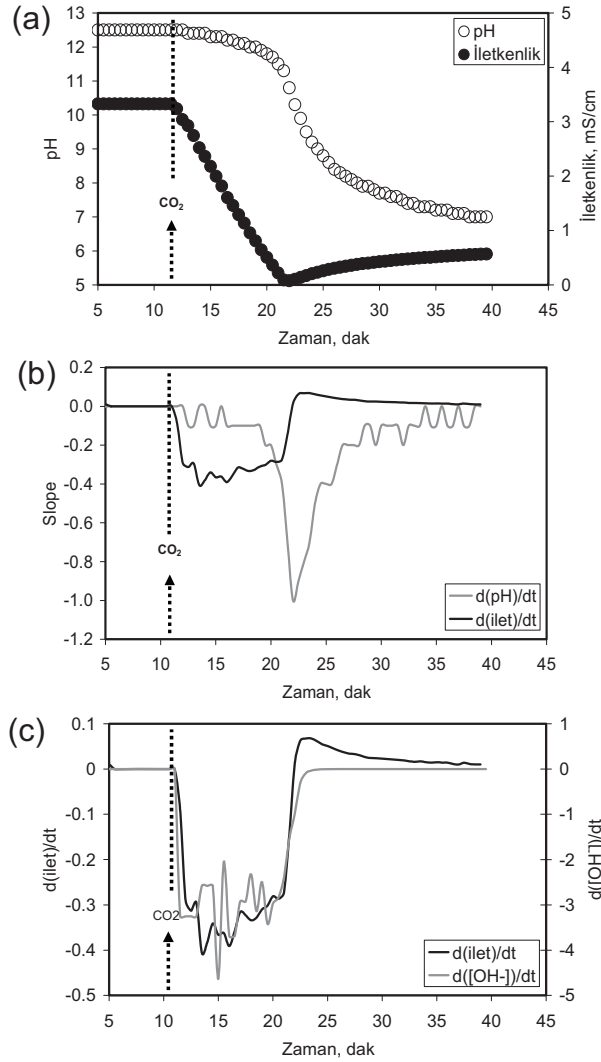 (a)
13
12
11
10
9
8
7
6
5
pH
5
4
3
2
1
0
İletkenlik, mS/cm
pH
İletkenlik
CO2
5 10 15 20 25 30 35 40 45
Zaman, dak
(b)
0.2
0.0
-0.2
-0.4
-0.6
-0.8
-1.0
-1.2
Slope
CO2
d(pH)/dt
d(ilet)/dt
5 10 15 20 25 30 35 40 45
Zaman, dak
(c)
0.1
0
-0.1
-0.2
-0.3
-0.4
-0.5
d(ilet)/dt
1
0
-1
-2
-3
-4
-5
d([OH-])/dt
CO2
d(ilet)/dt
d([OH-])/dt
5 10 15 20 25 30 35 40 45
Zaman, dak